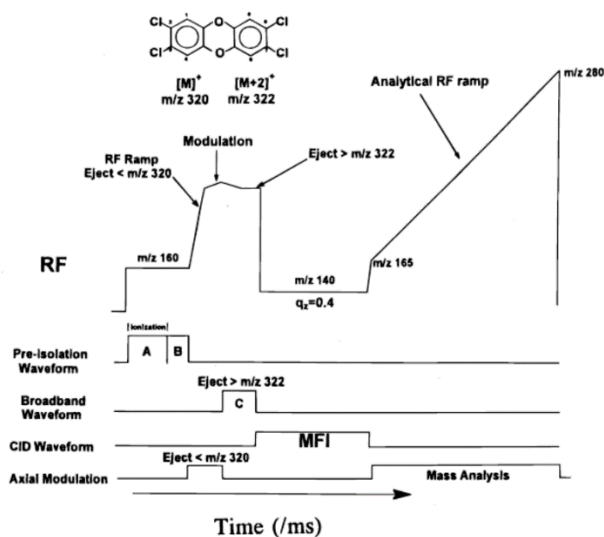 Cl O Cl
Cl O Cl
[M]+ [M+2]+
m/z 320 m/z 322
m/z 280
Analytical RF ramp
Modulation
RF Ramp
Eject < m/z 320
Eject > m/z 322
RF
m/z 160
m/z 140
m/z 165
qz=0.4
Ionization
A B
Pre-isolation
Waveform
Eject > m/z 322
Broadband
Waveform
C
CID Waveform
MFI
Eject < m/z 320
Axial Modulation
Mass Analysis
Time (/ms)